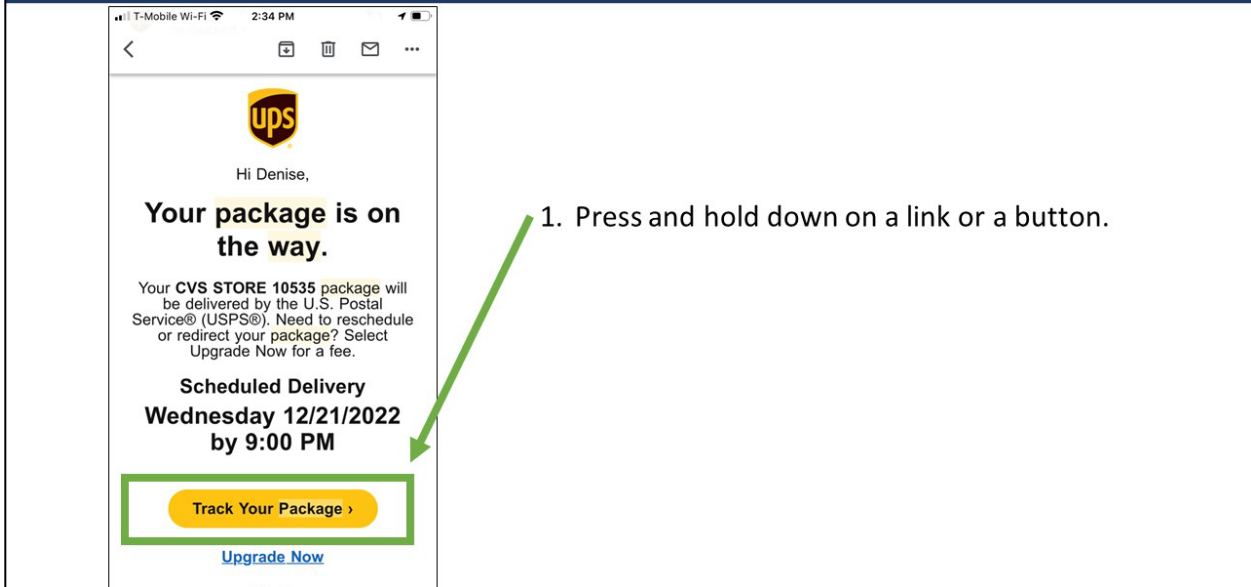 T-Mobile Wi-Fi 2:34 PM
ups
Hi Denise,
Your package is on
the way.
Your CVS STORE 10535 package will
be delivered by the U.S. Postal
Service® (USPS®). Need to reschedule
or redirect your package? Select
Upgrade Now for a fee.
Scheduled Delivery
Wednesday 12/21/2022
by 9:00 PM
Track Your Package ›
Upgrade Now
1. Press and hold down on a link or a button.